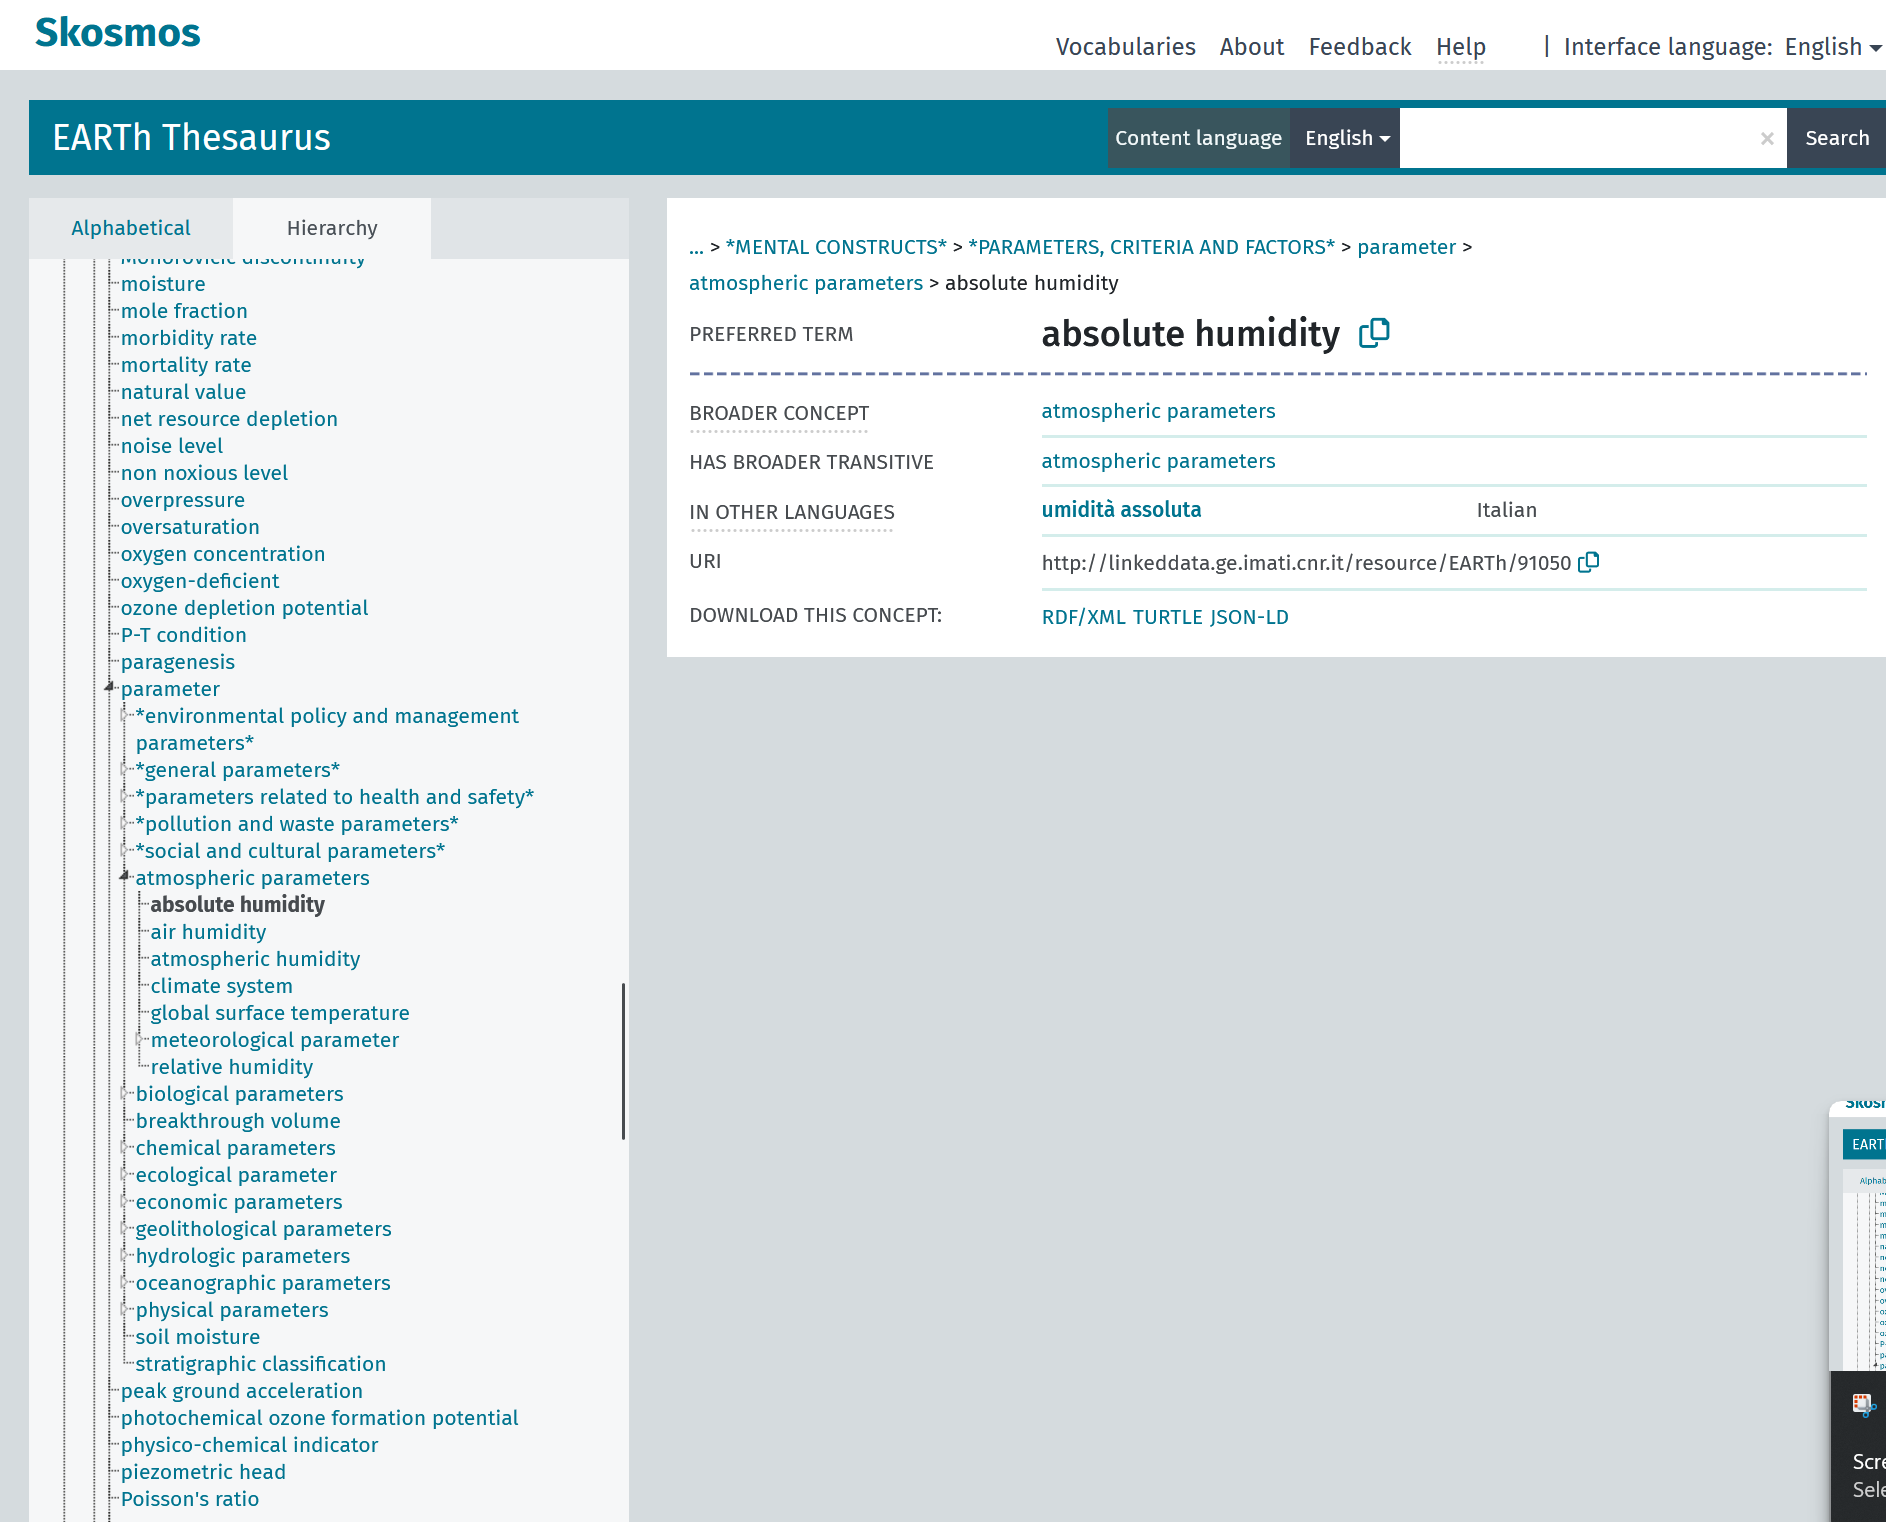 Skosmos
Vocabularies About Feedback Help | Interface language: English
EARTh Thesaurus
Content language English × Search
Alphabetical
Hierarchy
Mohorovicic discontinuity
moisture
mole fraction
morbidity rate
mortality rate
natural value
net resource depletion
noise level
non noxious level
overpressure
oversaturation
oxygen concentration
oxygen-deficient
ozone depletion potential
P-T condition
paragenesis
parameter
*environmental policy and management
parameters*
*general parameters*
*parameters related to health and safety*
*pollution and waste parameters*
*social and cultural parameters*
atmospheric parameters
absolute humidity
air humidity
atmospheric humidity
climate system
global surface temperature
meteorological parameter
relative humidity
biological parameters
breakthrough volume
chemical parameters
ecological parameter
economic parameters
geolithological parameters
hydrologic parameters
oceanographic parameters
physical parameters
soil moisture
stratigraphic classification
peak ground acceleration
photochemical ozone formation potential
physico-chemical indicator
piezometric head
Poisson's ratio
... > *MENTAL CONSTRUCTS* > *PARAMETERS, CRITERIA AND FACTORS* > parameter >
atmospheric parameters > absolute humidity
PREFERRED TERM absolute humidity
BROADER CONCEPT atmospheric parameters
HAS BROADER TRANSITIVE atmospheric parameters
IN OTHER LANGUAGES umidità assoluta Italian
URI http://linkeddata.ge.imati.cnr.it/resource/EARTh/91050
DOWNLOAD THIS CONCEPT: RDF/XML TURTLE JSON-LD
EART
Alphab
Scre
Sele